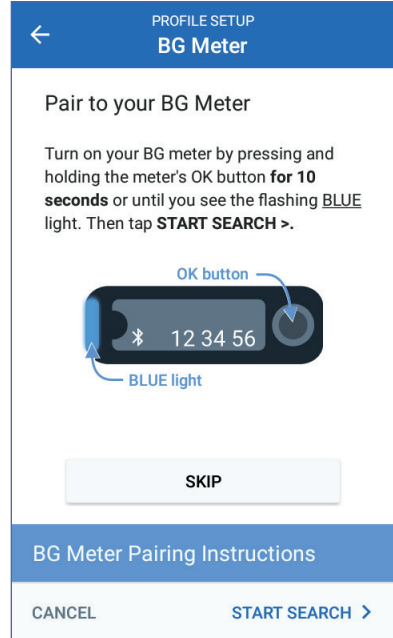 PROFILE SETUP
BG Meter
Pair to your BG Meter
Turn on your BG meter by pressing and
holding the meter's OK button for 10
seconds or until you see the flashing BLUE
light. Then tap START SEARCH >.
OK button
12 34 56
BLUE light
SKIP
BG Meter Pairing Instructions
CANCEL
START SEARCH >